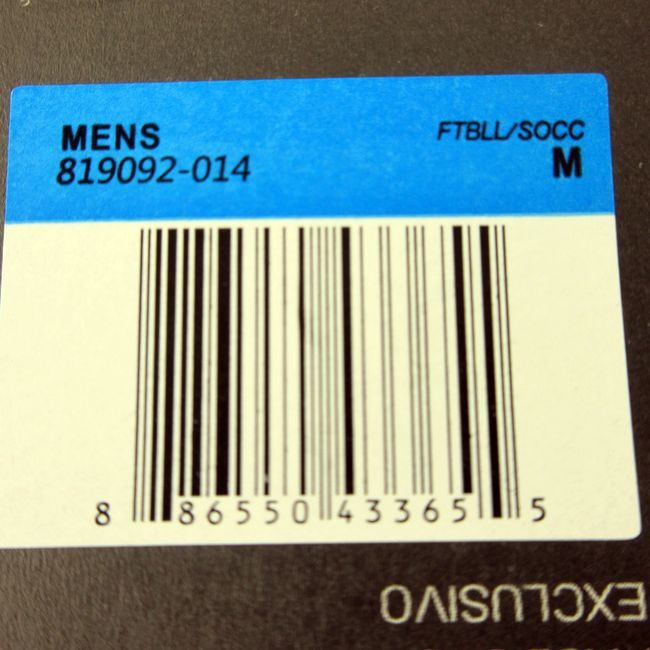 MENS
FTBLL/SOCC
819092-014
M
8 86550 43365 5
EXCLUSIVO